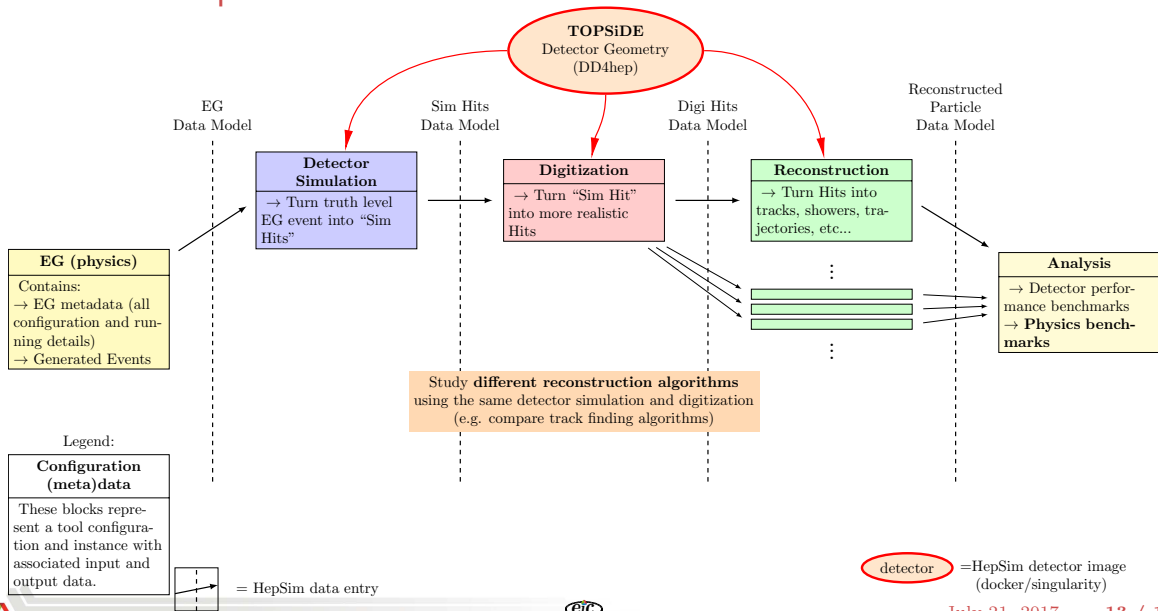 TOPSiDE
Detector Geometry
(DD4hep)
EG
Data Model
Sim Hits
Data Model
Digi Hits
Data Model
Reconstructed
Particle
Data Model
Detector
Simulation
→ Turn truth level
EG event into “Sim
Hits”
Digitization
→ Turn “Sim Hit”
into more realistic
Hits
Reconstruction
→ Turn Hits into
tracks, showers, tra-
jectories, etc...
EG (physics)
Contains:
→ EG metadata (all
configuration and run-
ning details)
→ Generated Events
Analysis
→ Detector perfor-
mance benchmarks
→ Physics bench-
marks
Study different reconstruction algorithms
using the same detector simulation and digitization
(e.g. compare track finding algorithms)
Legend:
Configuration
(meta)data
These blocks repre-
sent a tool configura-
tion and instance with
associated input and
output data.
= HepSim data entry
detector =HepSim detector image
(docker/singularity)
eic
July 21, 2017 13 /